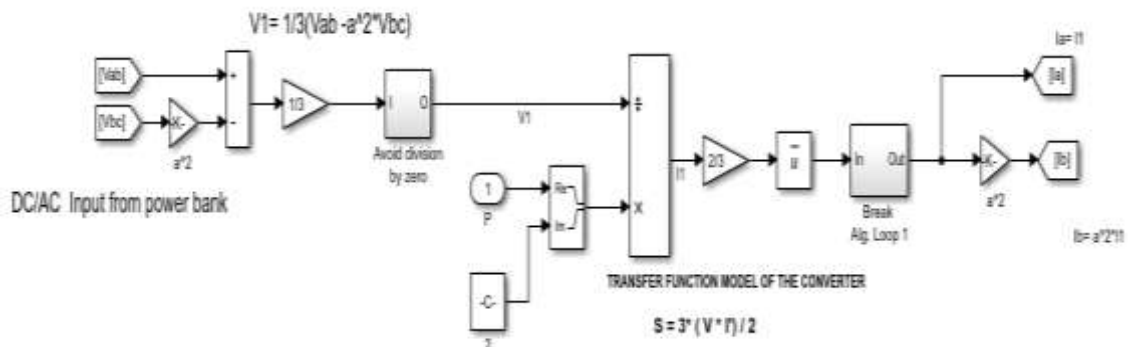 V1= 1/3(Vab -a^2*Vbc)
Ia= I1
[Vab]
[Ia]
+
1/3
I
O
÷
V1
[Vbc]
-K-
-
a^2
Avoid division
by zero
2/3
I1
u
In
Out
-K-
[Ib]
a^2
Break
Alg. Loop 1
DC/AC Input from power bank
1
P
Re
Im
X
Ib= a^2*I1
-C-
TRANSFER FUNCTION MODEL OF THE CONVERTER
S = 3* ( V * I') / 2